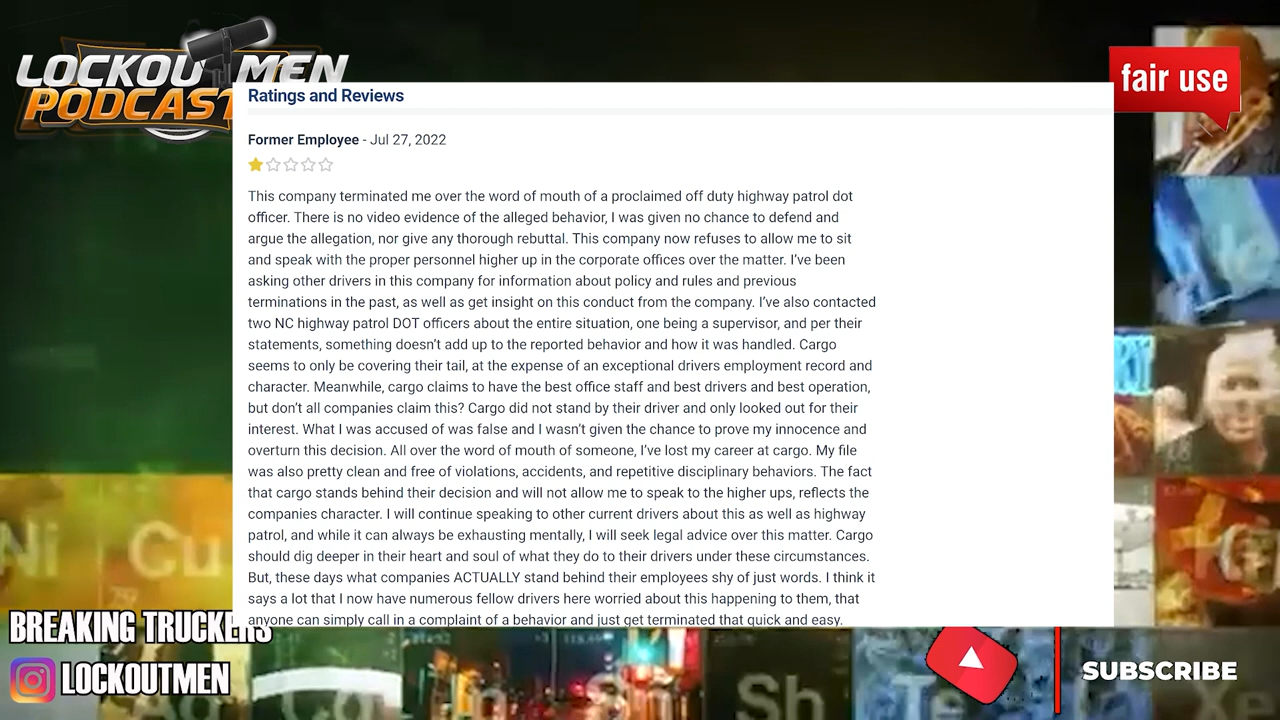 LOCKOU MEN
PODCAST
fair use
Ratings and Reviews
Former Employee - Jul 27, 2022
This company terminated me over the word of mouth of a proclaimed off duty highway patrol dot
officer. There is no video evidence of the alleged behavior, I was given no chance to defend and
argue the allegation, nor give any thorough rebuttal. This company now refuses to allow me to sit
and speak with the proper personnel higher up in the corporate offices over the matter. I've been
asking other drivers in this company for information about policy and rules and previous
terminations in the past, as well as get insight on this conduct from the company. I've also contacted
two NC highway patrol DOT officers about the entire situation, one being a supervisor, and per their
statements, something doesn't add up to the reported behavior and how it was handled. Cargo
seems to only be covering their tail, at the expense of an exceptional drivers employment record and
character. Meanwhile, cargo claims to have the best office staff and best drivers and best operation,
but don't all companies claim this? Cargo did not stand by their driver and only looked out for their
interest. What I was accused of was false and I wasn't given the chance to prove my innocence and
overturn this decision. All over the word of mouth of someone, I've lost my career at cargo. My file
was also pretty clean and free of violations, accidents, and repetitive disciplinary behaviors. The fact
that cargo stands behind their decision and will not allow me to speak to the higher ups, reflects the
companies character. I will continue speaking to other current drivers about this as well as highway
patrol, and while it can always be exhausting mentally, I will seek legal advice over this matter. Cargo
should dig deeper in their heart and soul of what they do to their drivers under these circumstances.
But, these days what companies ACTUALLY stand behind their employees shy of just words. I think it
says a lot that I now have numerous fellow drivers here worried about this happening to them, that
anyone can simply call in a complaint of a behavior and just get terminated that quick and easy.
Ni Cu
BREAKING TRUCKERS
LOCKOUTMEN
SUBSCRIBE
Ag
Sh
Te
Xe